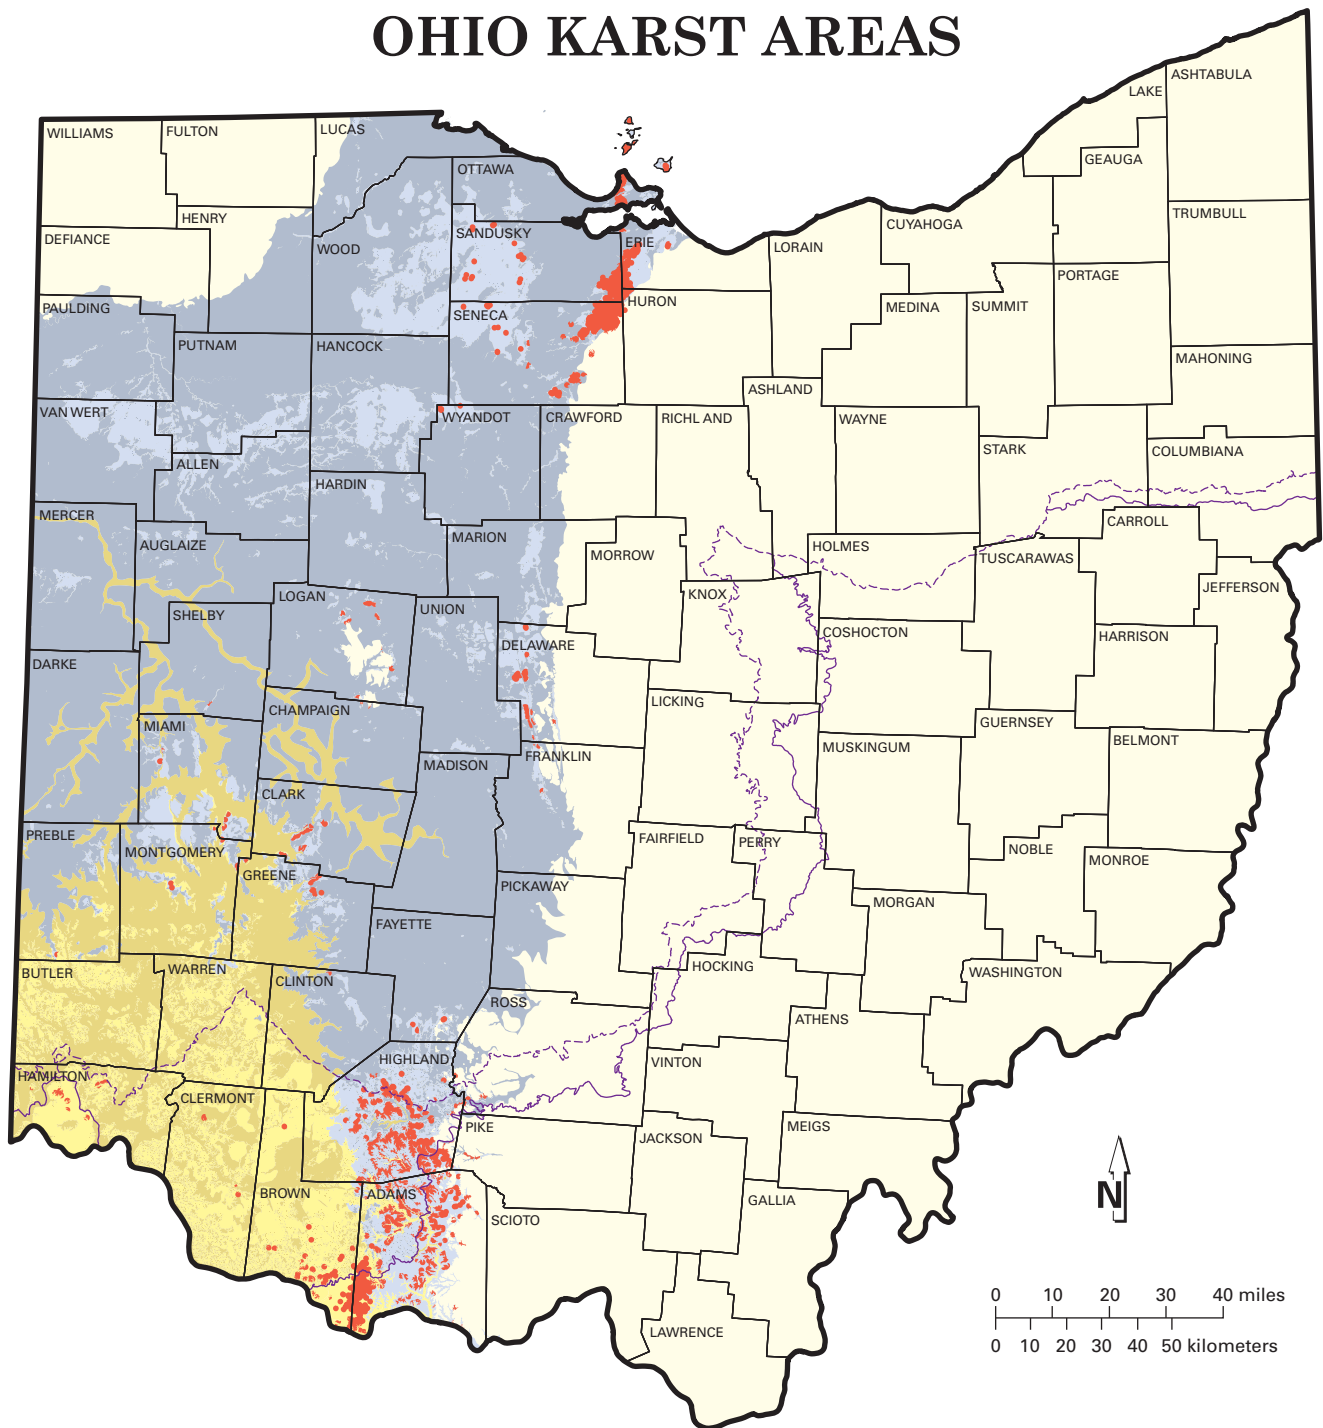 OHIO KARST AREAS
ASHTABULA
LAKE
WILLIAMS
FULTON
LUCAS
GEAUGA
OTTAWA
HENRY
TRUMBULL
CUYAHOGA
SANDUSKY
DEFIANCE
ERIE
WOOD
LORAIN
PORTAGE
PAULDING
HURON
MEDINA
SUMMIT
SENECA
PUTNAM
HANCOCK
MAHONING
ASHLAND
VAN WERT
WYANDOT
CRAWFORD
RICHLAND
WAYNE
STARK
COLUMBIANA
ALLEN
HARDIN
MERCER
CARROLL
MARION
AUGLAIZE
HOLMES
MORROW
TUSCARAWAS
JEFFERSON
LOGAN
KNOX
UNION
SHELBY
COSHOCTON
HARRISON
DELAWARE
DARKE
LICKING
CHAMPAIGN
GUERNSEY
MIAMI
BELMONT
MUSKINGUM
FRANKLIN
MADISON
CLARK
PREBLE
FAIRFIELD
PERRY
NOBLE
MONTGOMERY
MONROE
GREENE
PICKAWAY
MORGAN
FAYETTE
HOCKING
BUTLER
WARREN
WASHINGTON
CLINTON
ROSS
ATHENS
HIGHLAND
VINTON
HAMILTON
CLERMONT
PIKE
MEIGS
JACKSON
BROWN
ADAMS
N
GALLIA
SCIOTO
0 10 20 30 40 miles
LAWRENCE
0 10 20 30 40 50 kilometers